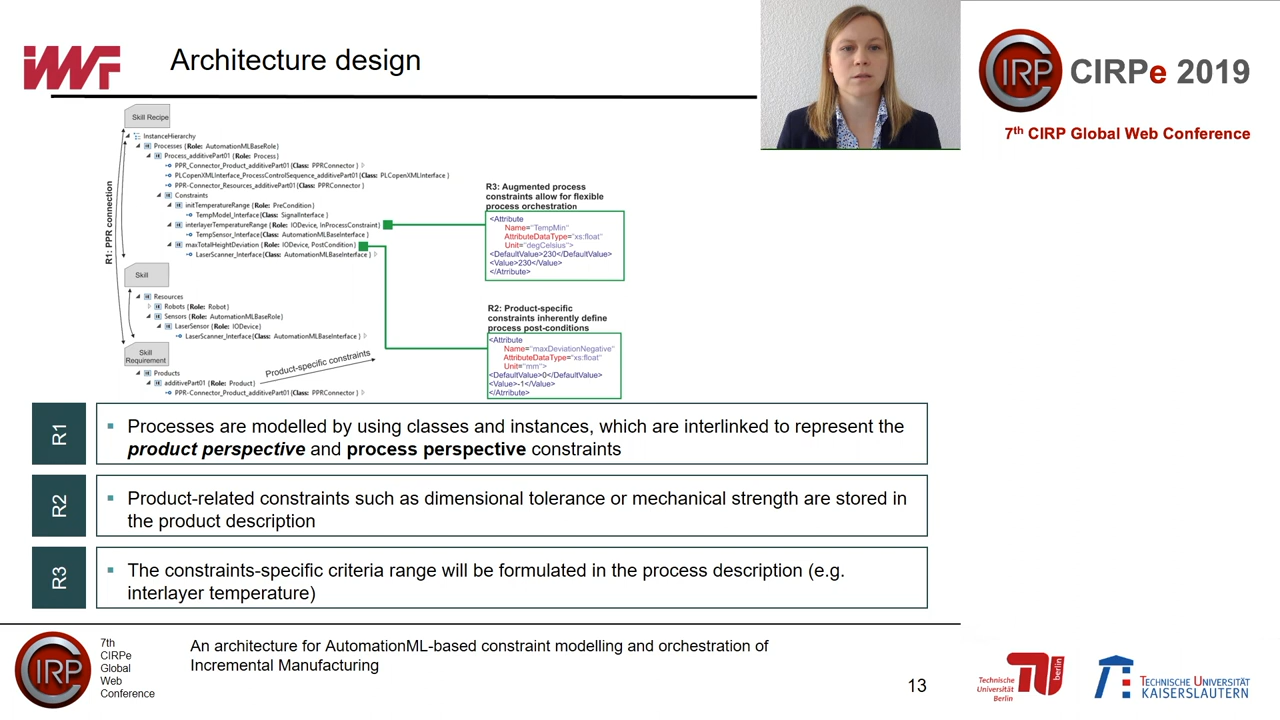 iWF
Architecture design
CIRP
CIRPe 2019
7th CIRP Global Web Conference
Skill Recipe
InstanceHierarchy
Processes {Role: AutomationMLBaseRole}
Process_additivePart01 {Role: Process}
PPR_Connector_Product_additivePart01{Class: PPRConnector }
PLCopenXMLInterface_ProcessControlSequence_additivePart01{Class: PLCopenXMLInterface }
PPR-Connector_Resources_additivePart01{Class: PPRConnector }
Constraints
initTemperatureRange {Role: PreCondition}
TempModel_Interface{Class: SignalInterface }
interlayerTemperatureRange {Role: IODevice, InProcessConstraint}
TempSensor_Interface{Class: AutomationMLBaseInterface }
maxTotalHeightDeviation {Role: IODevice, PostCondition}
LaserScanner_Interface{Class: AutomationMLBaseInterface }
R1: PPR connection
Skill
Resources
Robots {Role: Robot}
Sensors {Role: AutomationMLBaseRole}
LaserSensor {Role: IODevice}
LaserScanner_Interface{Class: AutomationMLBaseInterface }
Skill
Requirement
Products
additivePart01 {Role: Product}
PPR-Connector_Product_additivePart01{Class: PPRConnector }
Product-specific constraints
R3: Augmented process
constraints allow for flexible
process orchestration
<Attribute
Name="TempMin"
AttributeDataType="xs:float"
Unit="degCelsius">
<DefaultValue>230</DefaultValue>
<Value>230</Value>
</Atrribute>
R2: Product-specific
constraints inherently define
process post-conditions
<Attribute
Name="maxDeviationNegative"
AttributeDataType="xs:float"
Unit="mm">
<DefaultValue>0</DefaultValue>
<Value>-1</Value>
</Atrribute>
R1
Processes are modelled by using classes and instances, which are interlinked to represent the
product perspective and process perspective constraints
R2
Product-related constraints such as dimensional tolerance or mechanical strength are stored in
the product description
R3
The constraints-specific criteria range will be formulated in the process description (e.g.
interlayer temperature)
CIRP
7th
CIRPe
Global
Web
Conference
An architecture for AutomationML-based constraint modelling and orchestration of
Incremental Manufacturing
13
Technische
Universität
Berlin
berlin
TECHNISCHE UNIVERSITÄT
KAISERSLAUTERN